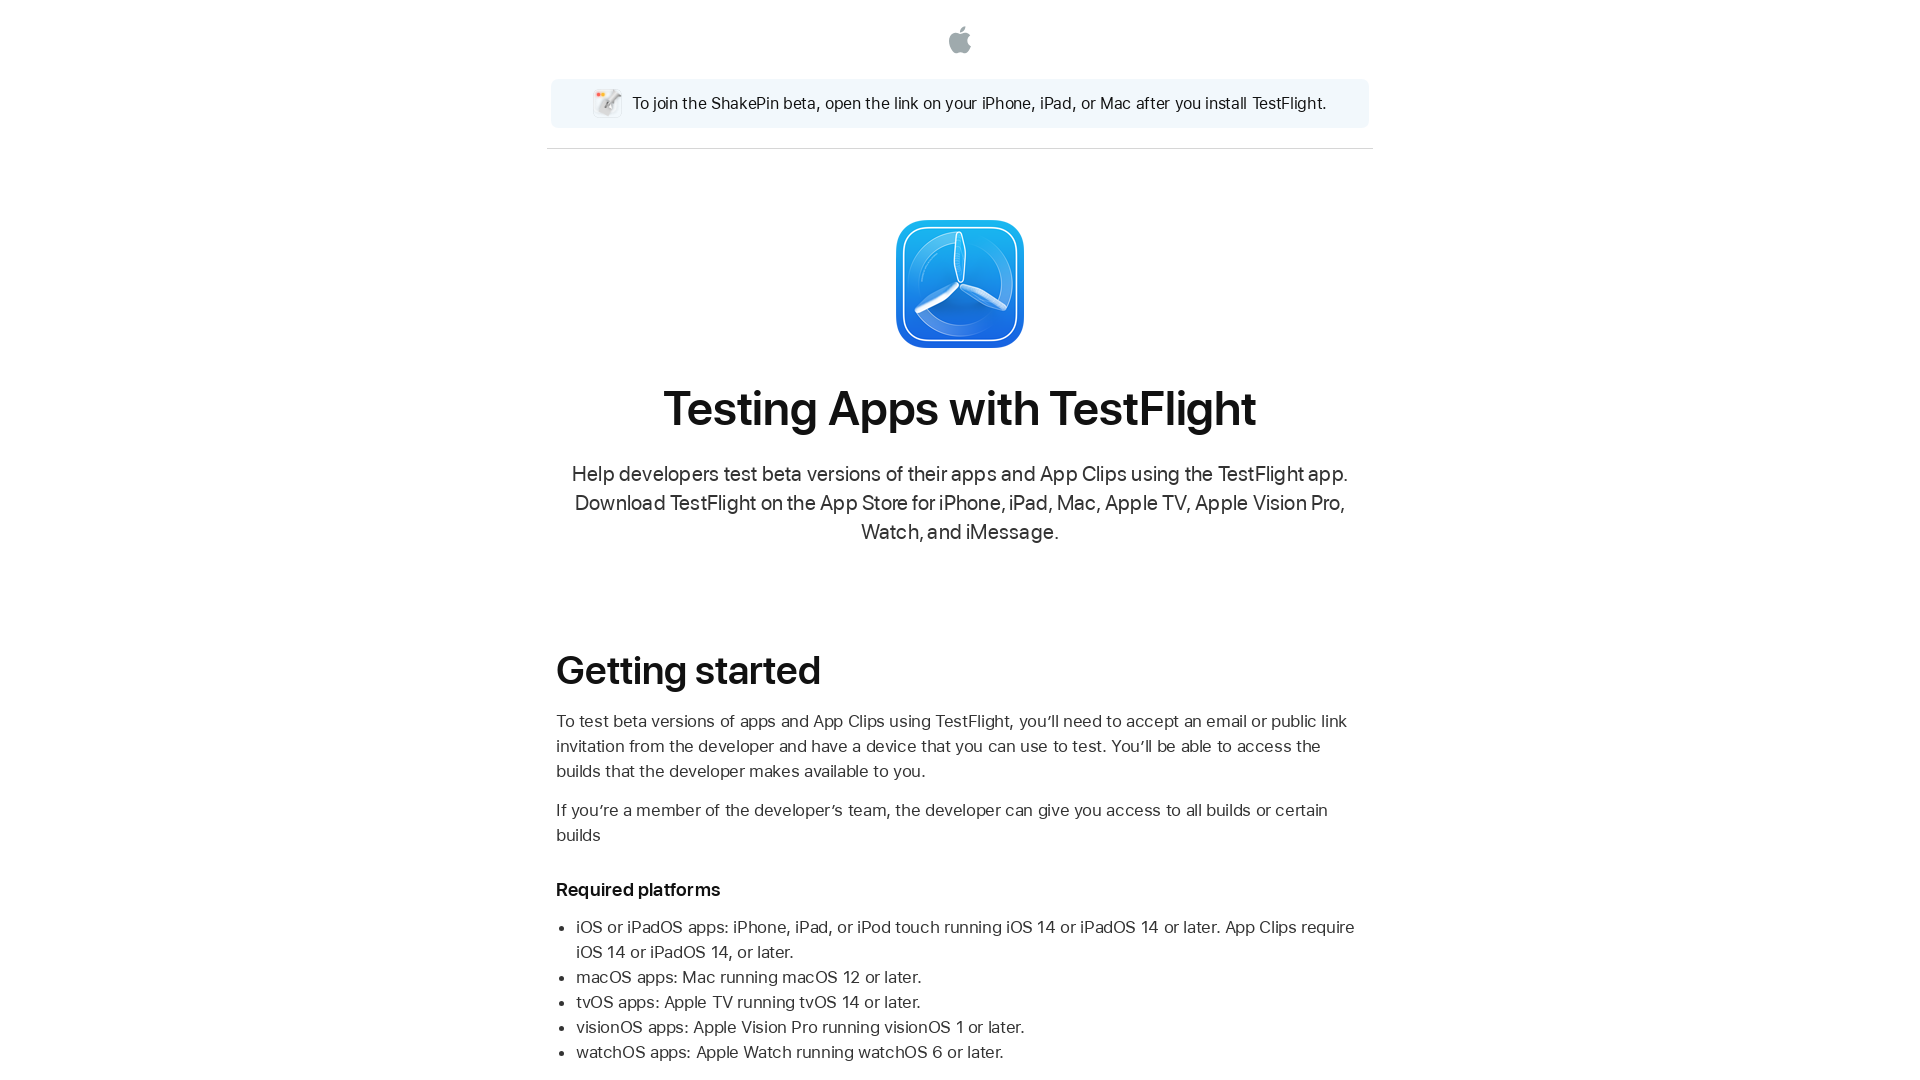 To join the ShakePin beta, open the link on your iPhone, iPad, or Mac after you install TestFlight.
Testing Apps with TestFlight
Help developers test beta versions of their apps and App Clips using the TestFlight app.
Download TestFlight on the App Store for iPhone, iPad, Mac, Apple TV, Apple Vision Pro,
Watch, and iMessage.
Getting started
To test beta versions of apps and App Clips using TestFlight, you’ll need to accept an email or public link
invitation from the developer and have a device that you can use to test. You’ll be able to access the
builds that the developer makes available to you.
If you’re a member of the developer’s team, the developer can give you access to all builds or certain
builds
Required platforms
• iOS or iPadOS apps: iPhone, iPad, or iPod touch running iOS 14 or iPadOS 14 or later. App Clips require
iOS 14 or iPadOS 14, or later.
• macOS apps: Mac running macOS 12 or later.
• tvOS apps: Apple TV running tvOS 14 or later.
• visionOS apps: Apple Vision Pro running visionOS 1 or later.
• watchOS apps: Apple Watch running watchOS 6 or later.